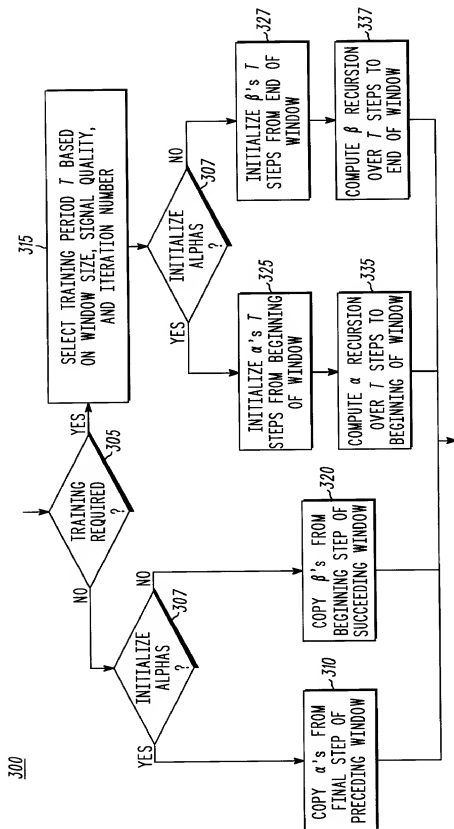 300
TRAINING
REQUIRED
?
305
YES
NO
315
SELECT TRAINING PERIOD T BASED
ON WINDOW SIZE, SIGNAL QUALITY,
AND ITERATION NUMBER
INITIALIZE
ALPHAS
?
307
YES
NO
INITIALIZE
ALPHAS
?
307
YES
NO
310
COPY α's FROM
FINAL STEP OF
PRECEDING WINDOW
320
COPY β's FROM
BEGINNING STEP OF
SUCCEEDING WINDOW
325
INITIALIZE α's T
STEPS FROM BEGINNING
OF WINDOW
327
INITIALIZE β's T
STEPS FROM END OF
WINDOW
335
COMPUTE α RECURSION
OVER T STEPS TO
BEGINNING OF WINDOW
337
COMPUTE β RECURSION
OVER T STEPS TO
END OF WINDOW